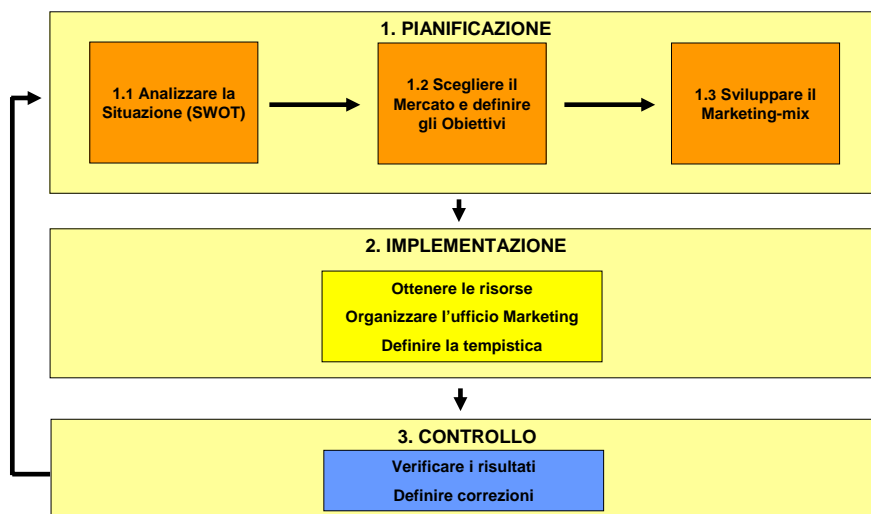 1. PIANIFICAZIONE
1.1 Analizzare la
Situazione (SWOT)
1.2 Scegliere il
Mercato e definire
gli Obiettivi
1.3 Sviluppare il
Marketing-mix
2. IMPLEMENTAZIONE
Ottenere le risorse
Organizzare l’ufficio Marketing
Definire la tempistica
3. CONTROLLO
Verificare i risultati
Definire correzioni